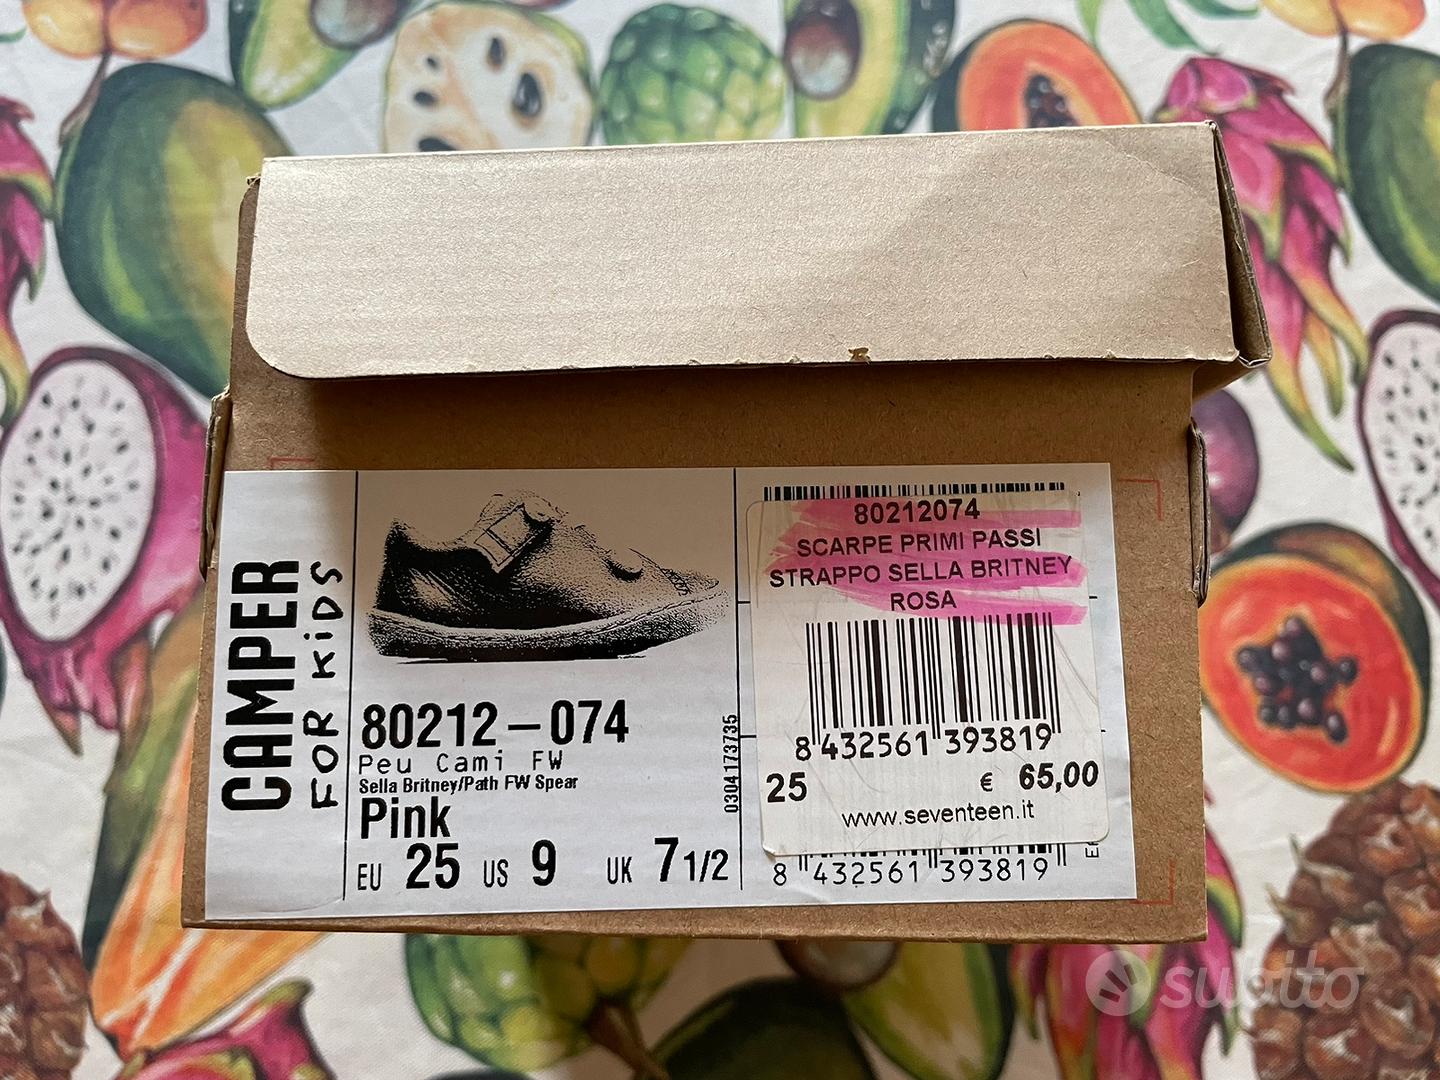 CAMPER
FOR KiDS
80212-074
Peu Cami FW
Sella Britney/Path FW Spear
Pink
EU 25 US 9 UK 7 1/2
0304173735
80212074
SCARPE PRIMI PASSI
STRAPPO SELLA BRITNEY
ROSA
8 432561 393819
25 € 65,00
www.seventeen.it
8 432561 393819
subito